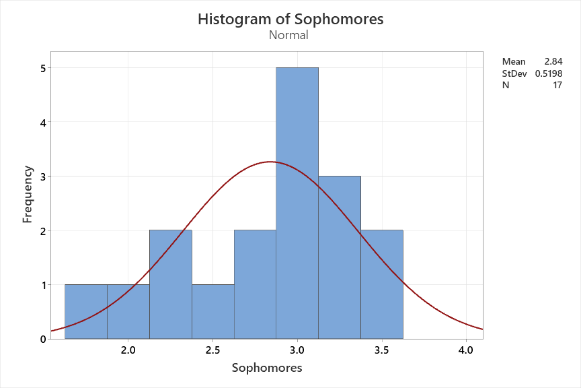 Histogram of Sophomores
Normal
Mean 2.84
StDev 0.5198
N 17
Frequency
5
4
3
2
1
0
2.0 2.5 3.0 3.5 4.0
Sophomores